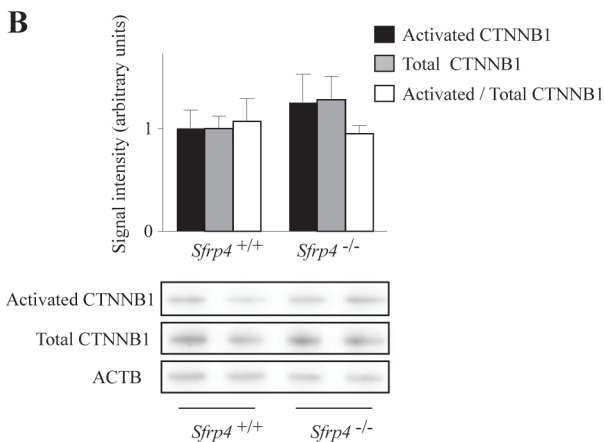 B
Activated CTNNB1
Total CTNNB1
Activated / Total CTNNB1
Signal intensity (arbitrary units)
1
0
Sfrp4 +/+ Sfrp4 -/-
Activated CTNNB1
Total CTNNB1
ACTB
Sfrp4 +/+ Sfrp4 -/-